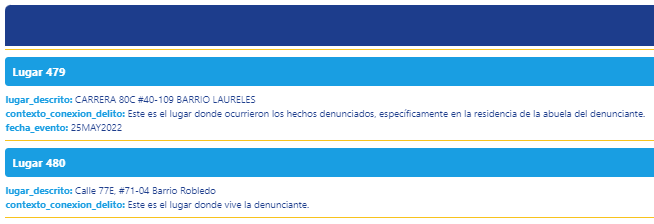 Lugar 479
lugar_descrito: CARRERA 80C #40-109 BARRIO LAURELES
contexto_conexion_delito: Este es el lugar donde ocurrieron los hechos denunciados, específicamente en la residencia de la abuela del denunciante.
fecha_evento: 25MAY2022
Lugar 480
lugar_descrito: Calle 77E, #71-04 Barrio Robledo
contexto_conexion_delito: Este es el lugar donde vive la denunciante.